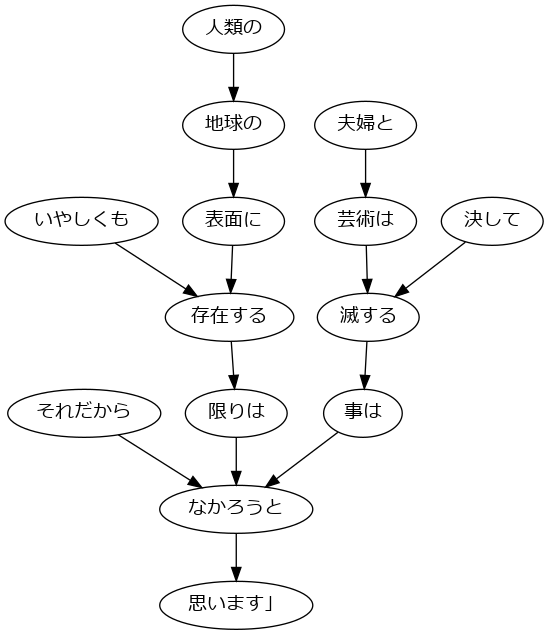 人類の
地球の
夫婦と
いやしくも
表面に
芸術は
決して
存在する
滅する
それだから
限りは
事は
なかろうと
思います」